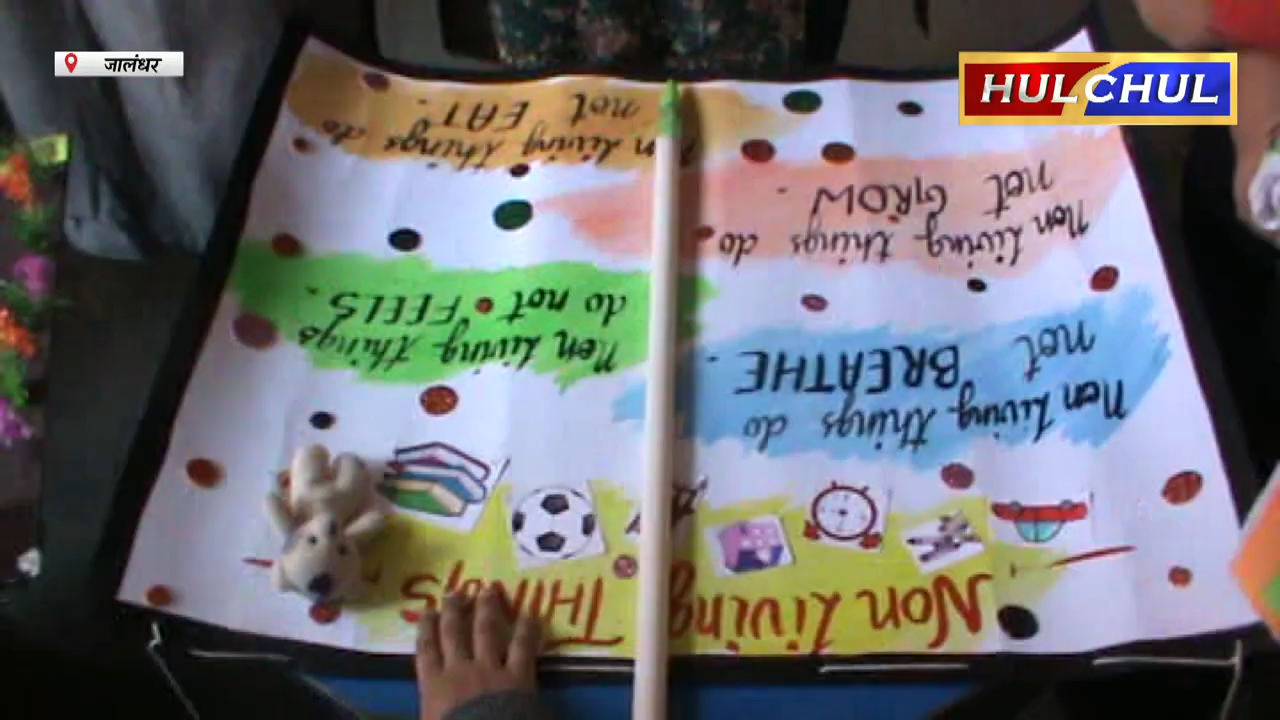 जालंधर
HULCHUL
Non Living THINGS
Non Living things do
not BREATHE.
Non Living things
do not FEELS.
Non Living things do
not GROW.
Non Living things do
not EAT.